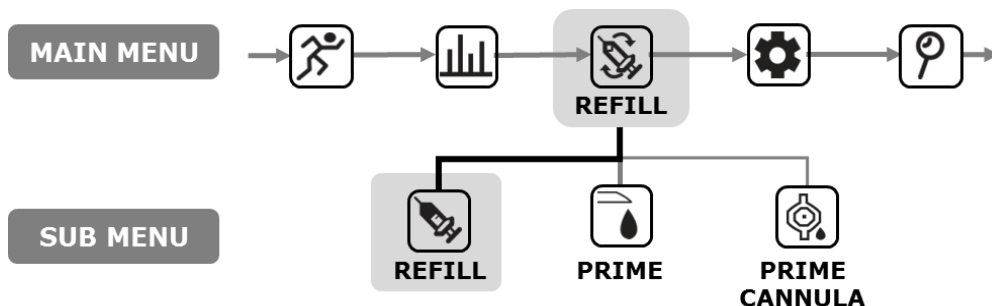 MAIN MENU
REFILL
SUB MENU
REFILL
PRIME
PRIME
CANNULA